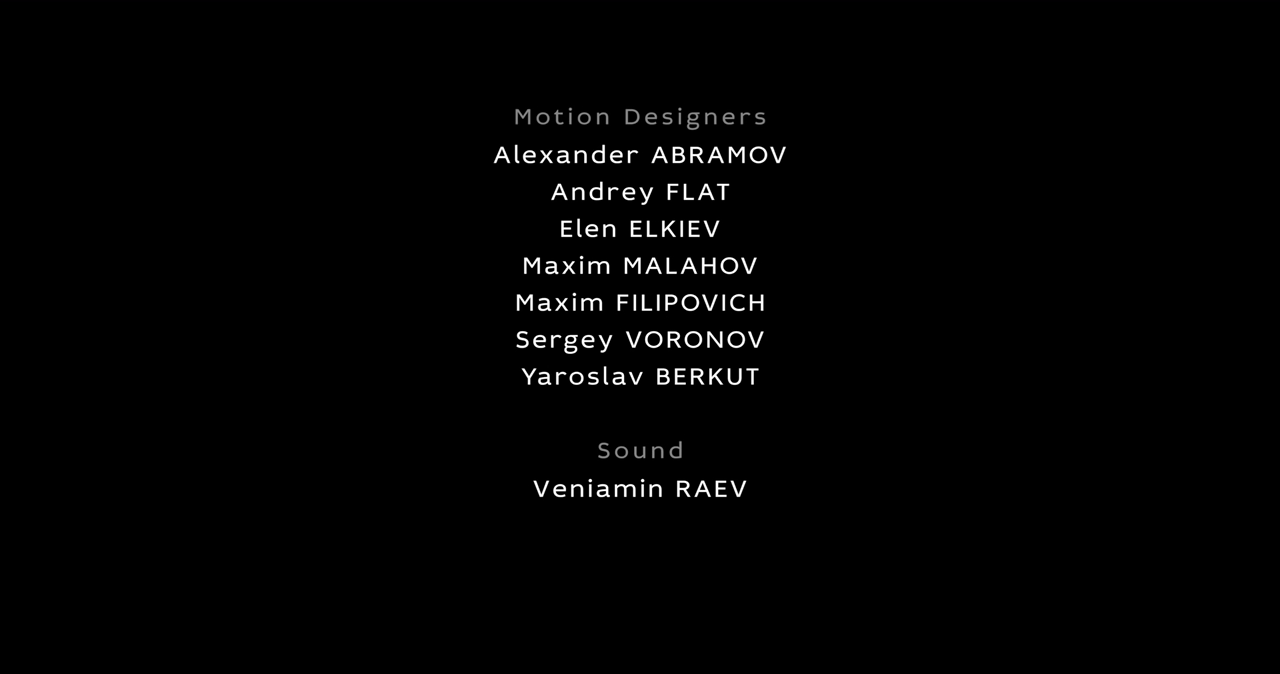 Motion Designers
Alexander ABRAMOV
Andrey FLAT
Elen ELKIEV
Maxim MALAHOV
Maxim FILIPOVICH
Sergey VORONOV
Yaroslav BERKUT
Sound
Veniamin RAEV